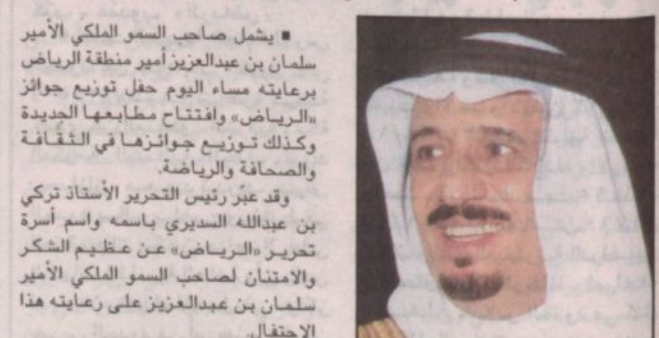 ▪ يشمل صاحب السمو الملكي الأمير
سلمان بن عبدالعزيز أمير منطقة الرياض
برعايته مساء اليوم حفل توزيع جوائز
«الرياض» وافتتاح مطابعها الجديدة
وكذلك توزيع جوائزها في الثقافة
والصحافة والرياضة.
وقد عبّر رئيس التحرير الأستاذ تركي
بن عبدالله السديري باسمه واسم أسرة
تحرير «الرياض» عن عظيم الشكر
والامتنان لصاحب السمو الملكي الأمير
سلمان بن عبدالعزيز على رعايته هذا
الاحتفال.